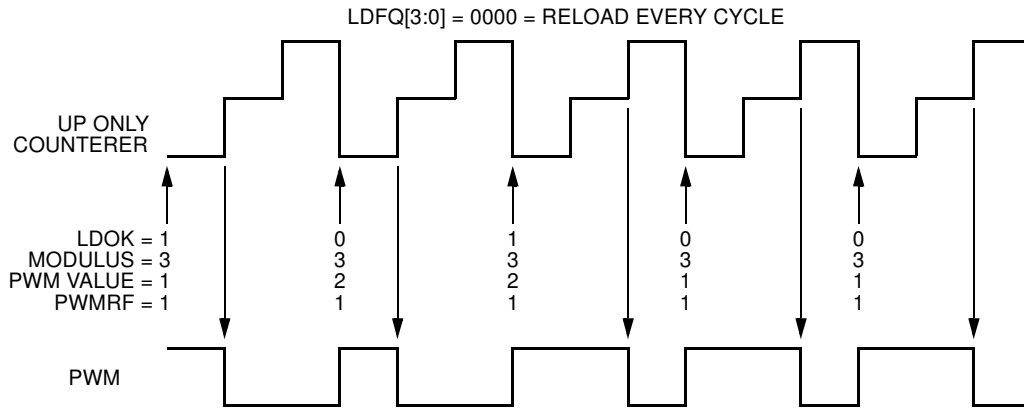 LDFQ[3:0] = 0000 = RELOAD EVERY CYCLE
UP ONLY
COUNTERER
LDOK = 1 0 1 0 0
MODULUS = 3 3 3 3 3
PWM VALUE = 1 2 2 1 1
PWMRF = 1 1 1 1 1
PWM